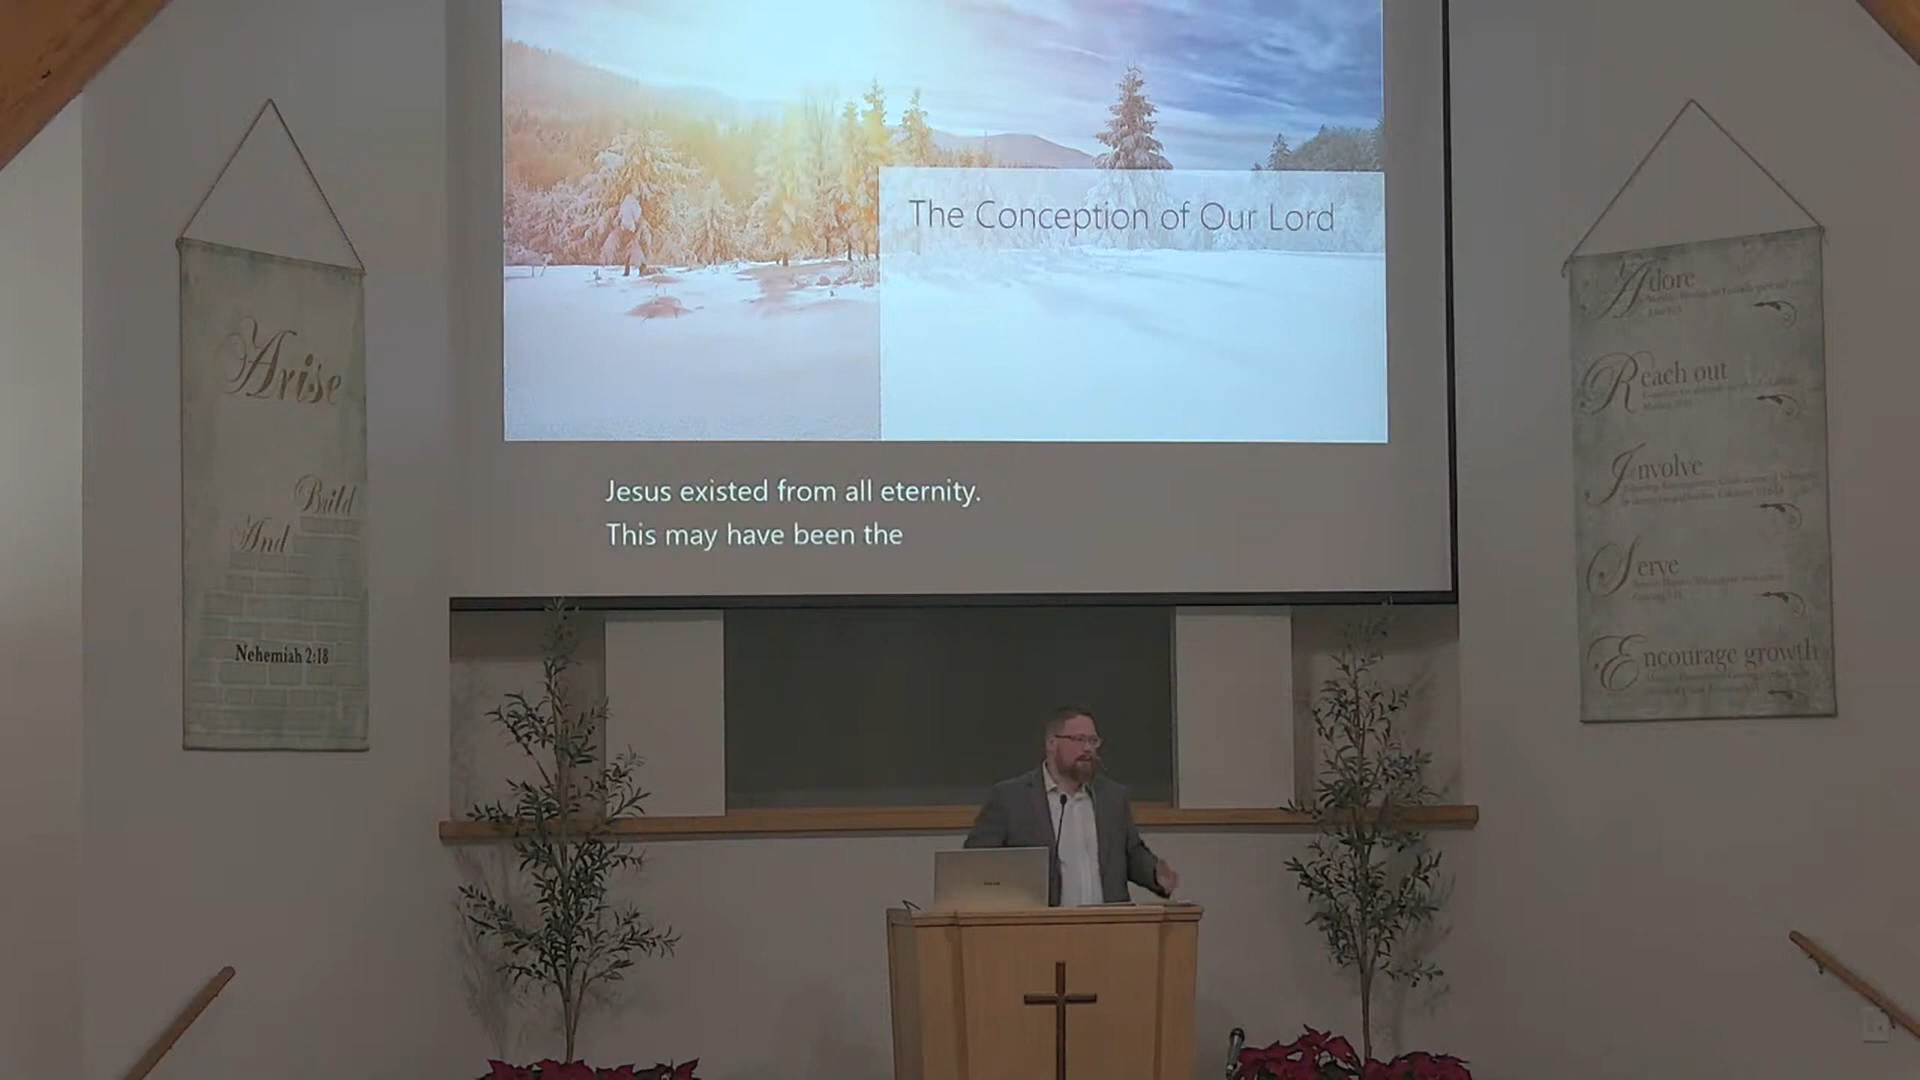 The Conception of Our Lord
Jesus existed from all eternity.
This may have been the
Arise
Build
And
Nehemiah 2:18
Adore
Reach out
Involve
Serve
Encourage growth